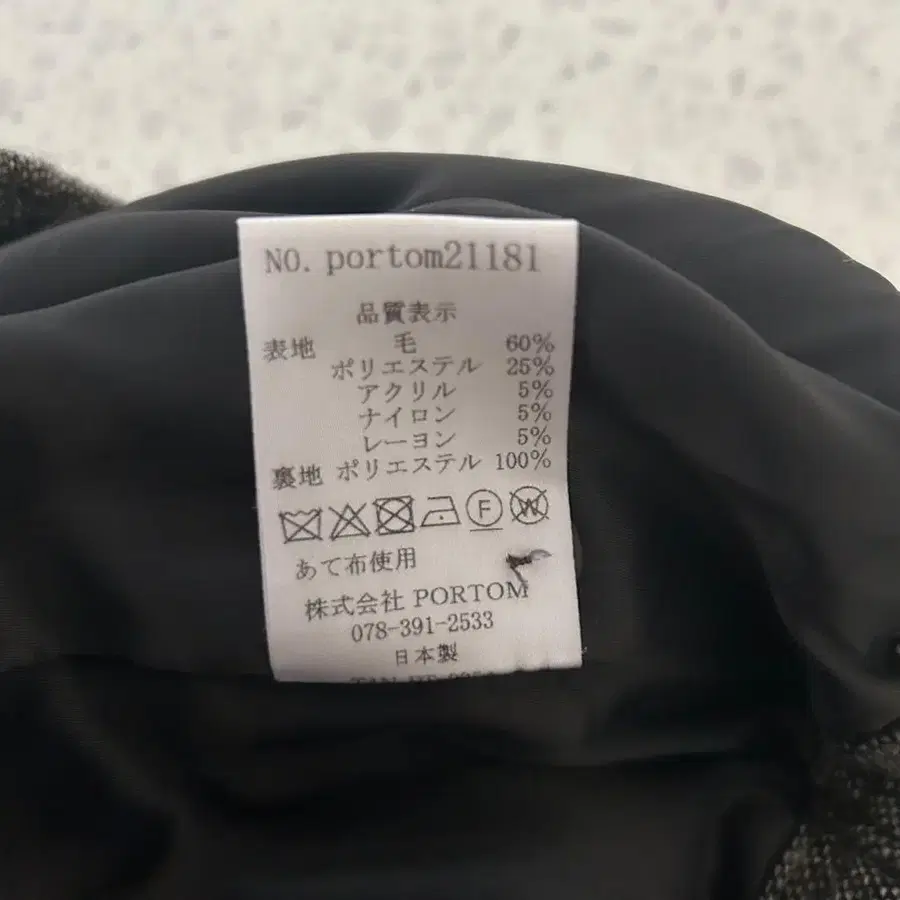 NO. portom21181
品質表示
表地 毛 60%
ポリエステル 25%
アクリル 5%
ナイロン 5%
レーヨン 5%
裏地 ポリエステル 100%
F W
あて布使用
株式会社 PORTOM
078-391-2533
日本製